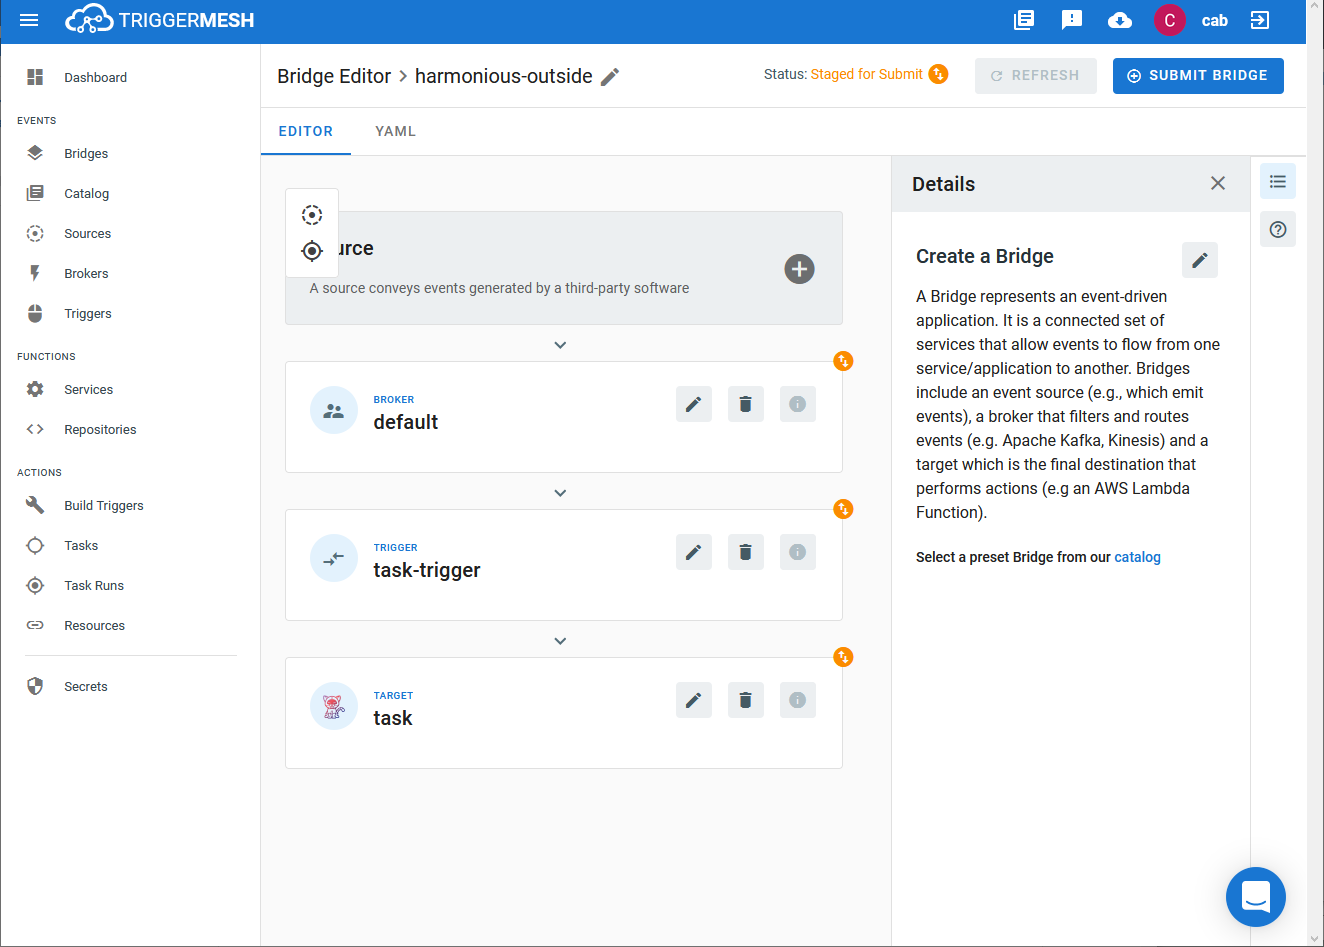 TRIGGERMESH
C
cab
Dashboard
EVENTS
Bridges
Catalog
Sources
Brokers
Triggers
FUNCTIONS
Services
Repositories
ACTIONS
Build Triggers
Tasks
Task Runs
Resources
Secrets
Bridge Editor > harmonious-outside
Status: Staged for Submit
REFRESH
SUBMIT BRIDGE
EDITOR
YAML
urce
A source conveys events generated by a third-party software
BROKER
default
TRIGGER
task-trigger
TARGET
task
Details
Create a Bridge
A Bridge represents an event-driven
application. It is a connected set of
services that allow events to flow from one
service/application to another. Bridges
include an event source (e.g., which emit
events), a broker that filters and routes
events (e.g. Apache Kafka, Kinesis) and a
target which is the final destination that
performs actions (e.g an AWS Lambda
Function).
Select a preset Bridge from our catalog